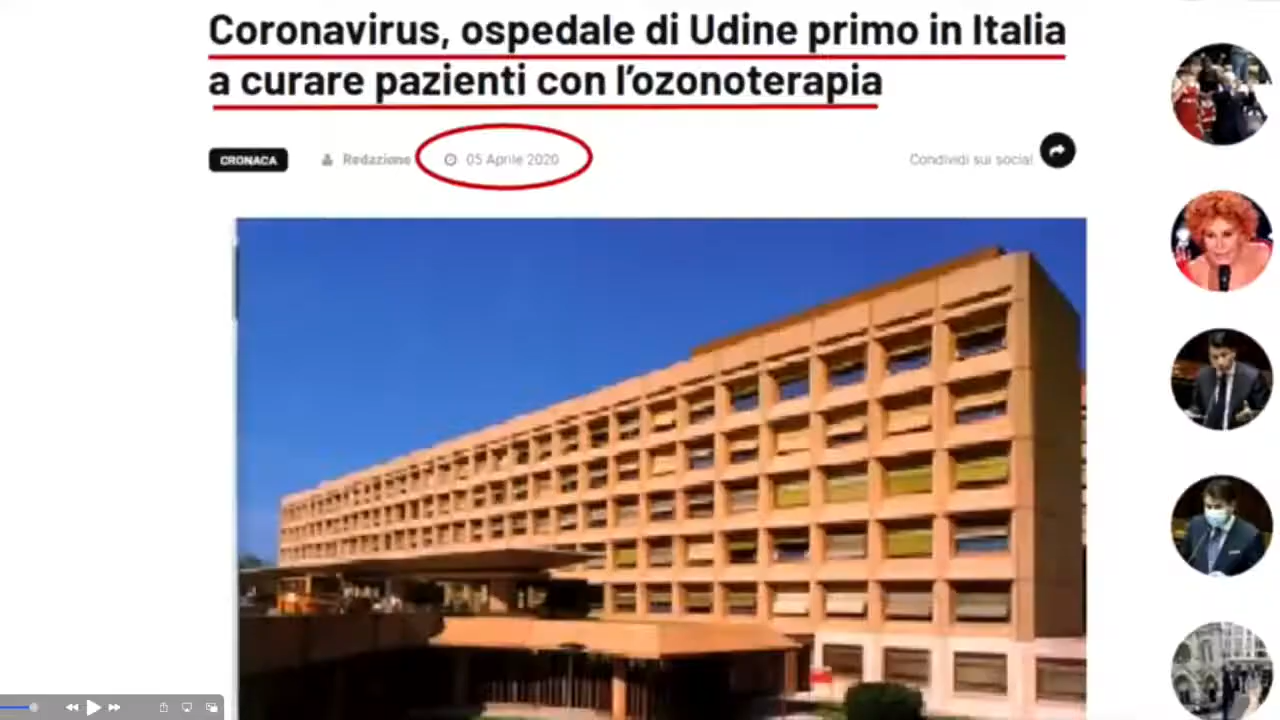 Coronavirus, ospedale di Udine primo in Italia
a curare pazienti con l'ozonoterapia
CRONACA Redazione 05 Aprile 2020 Condividi sui social